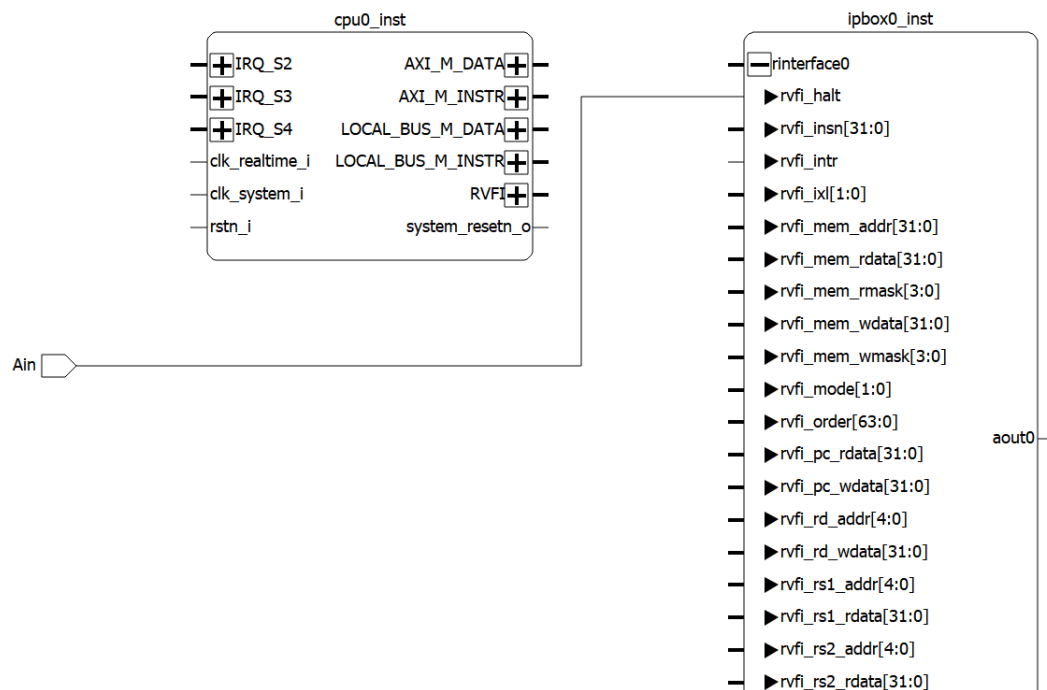 cpu0_inst
IRQ_S2
IRQ_S3
IRQ_S4
clk_realtime_i
clk_system_i
rstn_i
AXI_M_DATA
AXI_M_INSTR
LOCAL_BUS_M_DATA
LOCAL_BUS_M_INSTR
RVFI
system_resetn_o
Ain
ipbox0_inst
rinterface0
rvfi_halt
rvfi_insn[31:0]
rvfi_intr
rvfi_ixl[1:0]
rvfi_mem_addr[31:0]
rvfi_mem_rdata[31:0]
rvfi_mem_rmask[3:0]
rvfi_mem_wdata[31:0]
rvfi_mem_wmask[3:0]
rvfi_mode[1:0]
rvfi_order[63:0]
rvfi_pc_rdata[31:0]
rvfi_pc_wdata[31:0]
rvfi_rd_addr[4:0]
rvfi_rd_wdata[31:0]
rvfi_rs1_addr[4:0]
rvfi_rs1_rdata[31:0]
rvfi_rs2_addr[4:0]
rvfi_rs2_rdata[31:0]
aout0